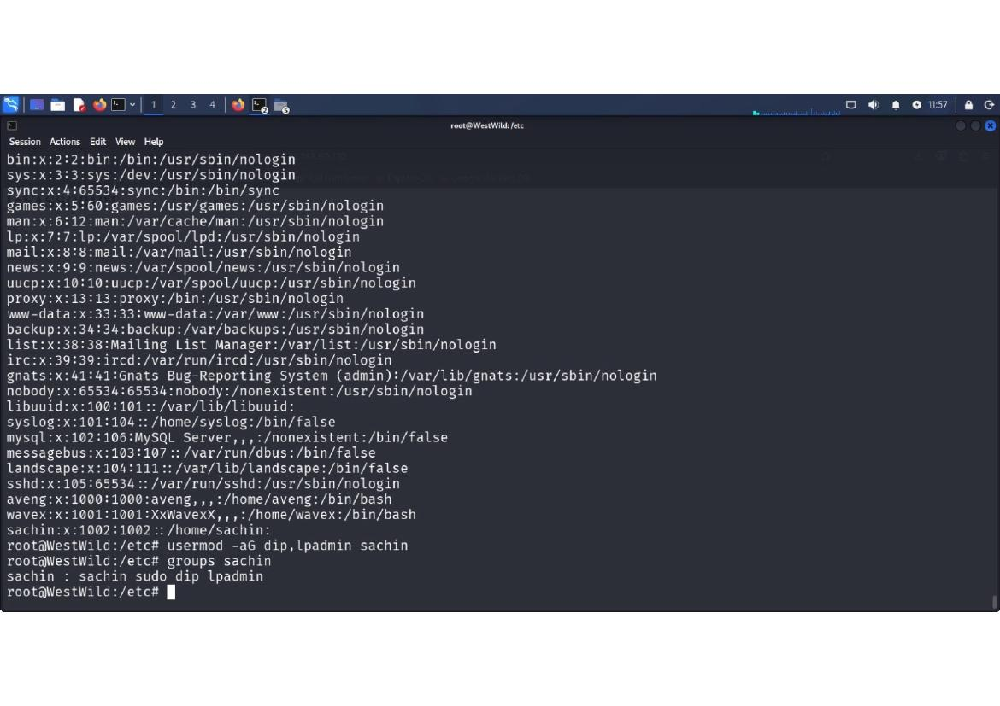 1 2 3 4 2 5 11:57
root@WestWild: /etc
Session Actions Edit View Help
bin:x:2:2:bin:/bin:/usr/sbin/nologin
sys:x:3:3:sys:/dev:/usr/sbin/nologin
sync:x:4:65534:sync:/bin:/bin/sync
games:x:5:60:games:/usr/games:/usr/sbin/nologin
man:x:6:12:man:/var/cache/man:/usr/sbin/nologin
lp:x:7:7:lp:/var/spool/lpd:/usr/sbin/nologin
mail:x:8:8:mail:/var/mail:/usr/sbin/nologin
news:x:9:9:news:/var/spool/news:/usr/sbin/nologin
uucp:x:10:10:uucp:/var/spool/uucp:/usr/sbin/nologin
proxy:x:13:13:proxy:/bin:/usr/sbin/nologin
www-data:x:33:33:www-data:/var/www:/usr/sbin/nologin
backup:x:34:34:backup:/var/backups:/usr/sbin/nologin
list:x:38:38:Mailing List Manager:/var/list:/usr/sbin/nologin
irc:x:39:39:ircd:/var/run/ircd:/usr/sbin/nologin
gnats:x:41:41:Gnats Bug-Reporting System (admin):/var/lib/gnats:/usr/sbin/nologin
nobody:x:65534:65534:nobody:/nonexistent:/usr/sbin/nologin
libuuid:x:100:101::/var/lib/libuuid:
syslog:x:101:104::/home/syslog:/bin/false
mysql:x:102:106:MySQL Server,,,:/nonexistent:/bin/false
messagebus:x:103:107::/var/run/dbus:/bin/false
landscape:x:104:111::/var/lib/landscape:/bin/false
sshd:x:105:65534::/var/run/sshd:/usr/sbin/nologin
aveng:x:1000:1000:aveng,,,:/home/aveng:/bin/bash
wavex:x:1001:1001:XxWavexX,,,:/home/wavex:/bin/bash
sachin:x:1002:1002::/home/sachin:
root@WestWild:/etc# usermod -aG dip,lpadmin sachin
root@WestWild:/etc# groups sachin
sachin : sachin sudo dip lpadmin
root@WestWild:/etc#